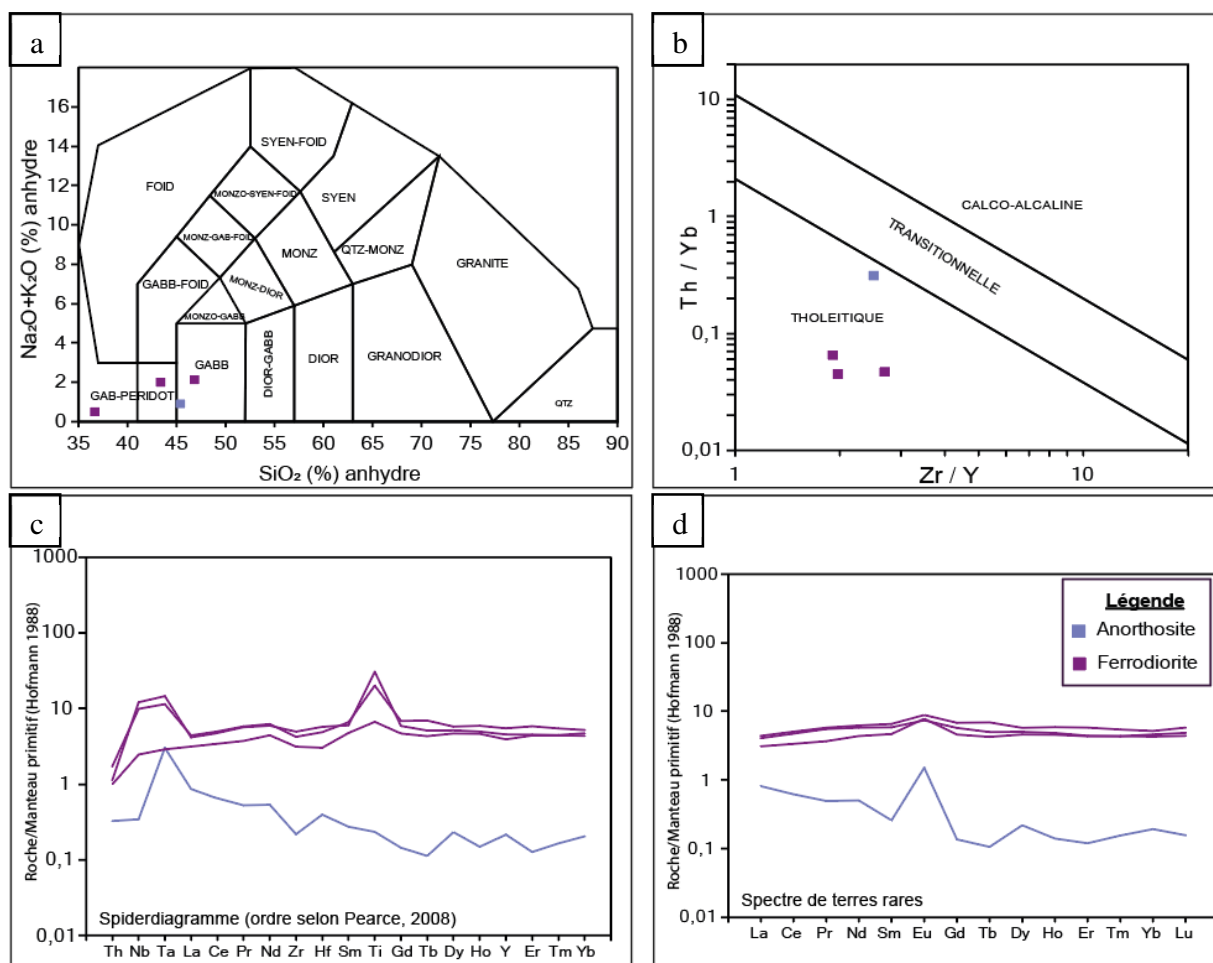 a
Na₂O+K₂O (%) anhydre
16
14
12
10
8
6
4
2
0
SYEN-FOID
FOID
MONZO-SYEN-FOID
SYEN
MONZ-GAB-FOID
MONZ
QTZ-MONZ
GRANITE
GABB-FOID
MONZ-DIOR
MONZO-GABB
GABB
DIOR-GABB
DIOR
GRANODIOR
GAB-PERIDOT
QTZ
35 41 45 50 55 60 65 70 75 80 85 90
SiO₂ (%) anhydre
b
Th / Yb
10
1
0,1
0,01
CALCO-ALCALINE
TRANSITIONNELLE
THOLEITIQUE
1 10
Zr / Y
c
Roche/Manteau primitif (Hofmann 1988)
1000
100
10
1
0,1
0,01
Spiderdiagramme (ordre selon Pearce, 2008)
Th Nb Ta La Ce Pr Nd Zr Hf Sm Ti Gd Tb Dy Ho Y Er Tm Yb
d
Roche/Manteau primitif (Hofmann 1988)
1000
100
10
1
0,1
0,01
Légende
Anorthosite
Ferrodiorite
Spectre de terres rares
La Ce Pr Nd Sm Eu Gd Tb Dy Ho Er Tm Yb Lu